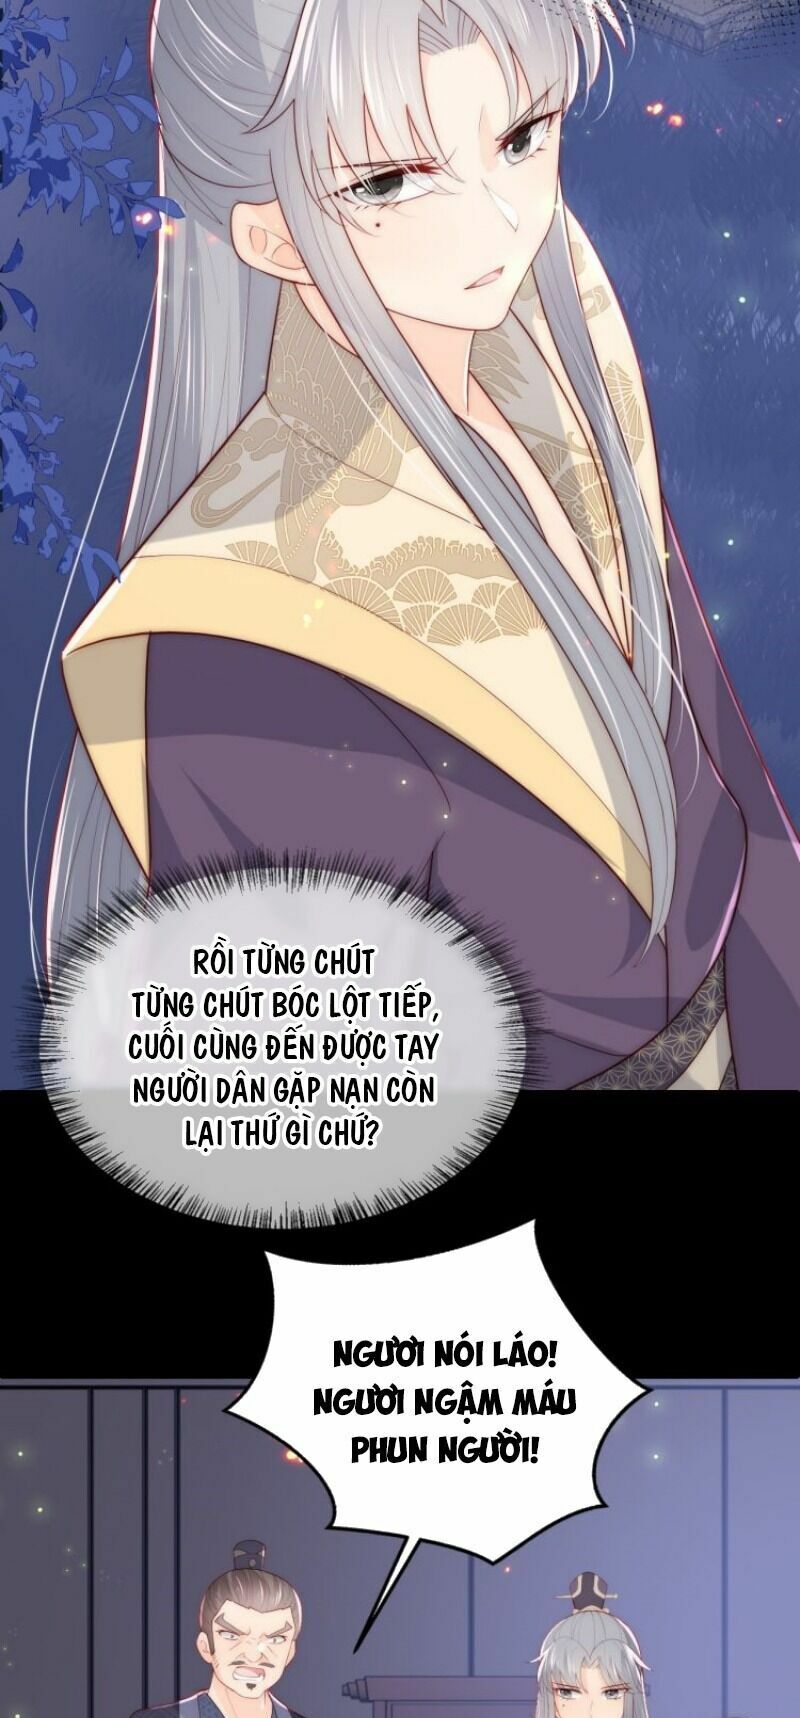 RỒI TỪNG CHÚT
TỪNG CHÚT BÓC LỘT TIẾP,
CUỐI CÙNG ĐẾN ĐƯỢC TAY
NGƯỜI DÂN GẶP NẠN CÒN
LẠI THỨ GÌ CHỨ?
NGƯƠI NÓI LÁO!
NGƯƠI NGẬM MÁU
PHUN NGƯỜI!